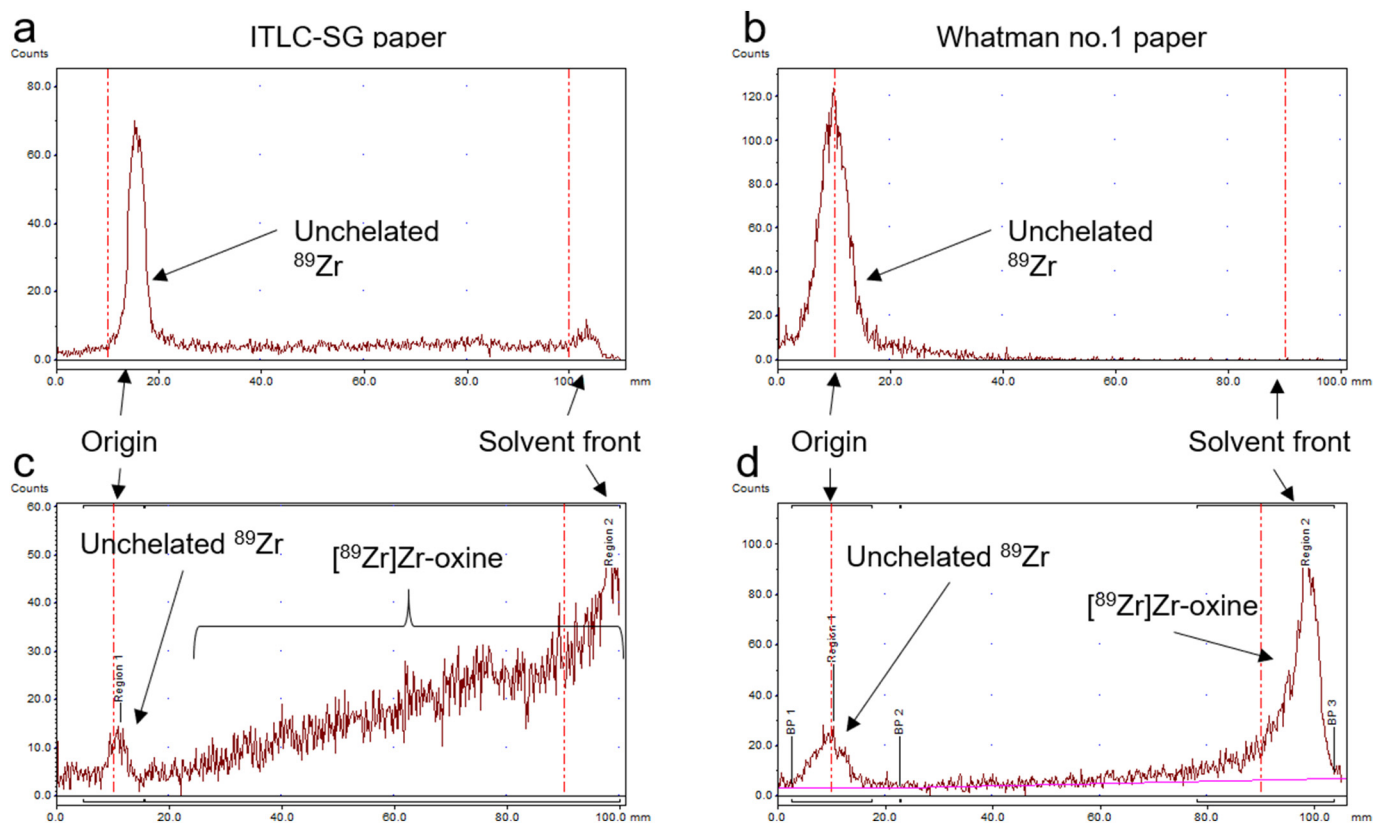 a
ITLC-SG paper
Counts
80.0
60.0
40.0
20.0
0.0
Unchelated
⁸⁹Zr
0.0 20.0 40.0 60.0 80.0 100.0 mm
b
Whatman no.1 paper
Counts
120.0
100.0
80.0
60.0
40.0
20.0
0.0
Unchelated
⁸⁹Zr
0.0 20.0 40.0 60.0 80.0 100.0 mm
Origin
Solvent front
Origin
Solvent front
c
Counts
60.0
50.0
40.0
30.0
20.0
10.0
0.0
Unchelated ⁸⁹Zr
[⁸⁹Zr]Zr-oxine
Region 1
Region 2
0.0 20.0 40.0 60.0 80.0 100.0 mm
d
Counts
100.0
80.0
60.0
40.0
20.0
0.0
Unchelated ⁸⁹Zr
[⁸⁹Zr]Zr-oxine
BP 1
Region 1
BP 2
Region 2
BP 3
0.0 20.0 40.0 60.0 80.0 100.0 mm